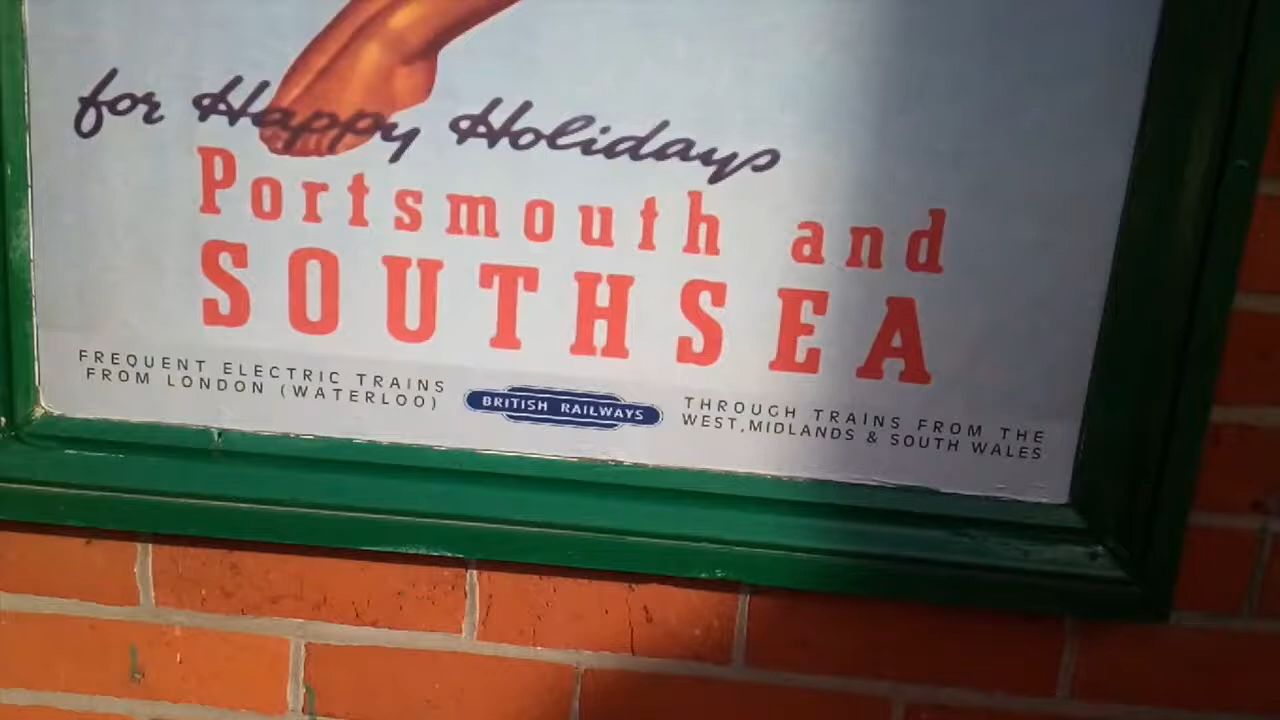 for Happy Holidays
Portsmouth and
SOUTHSEA
FREQUENT ELECTRIC TRAINS
FROM LONDON (WATERLOO)
BRITISH RAILWAYS
THROUGH TRAINS FROM THE
WEST, MIDLANDS & SOUTH WALES